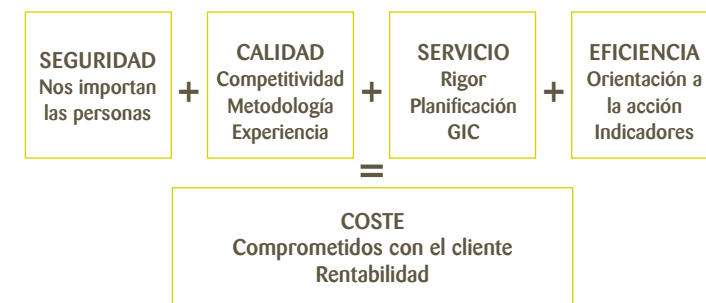 SEGURIDAD
Nos importan
las personas
+
CALIDAD
Competitividad
Metodología
Experiencia
+
SERVICIO
Rigor
Planificación
GIC
+
EFICIENCIA
Orientación a
la acción
Indicadores
=
COSTE
Comprometidos con el cliente
Rentabilidad